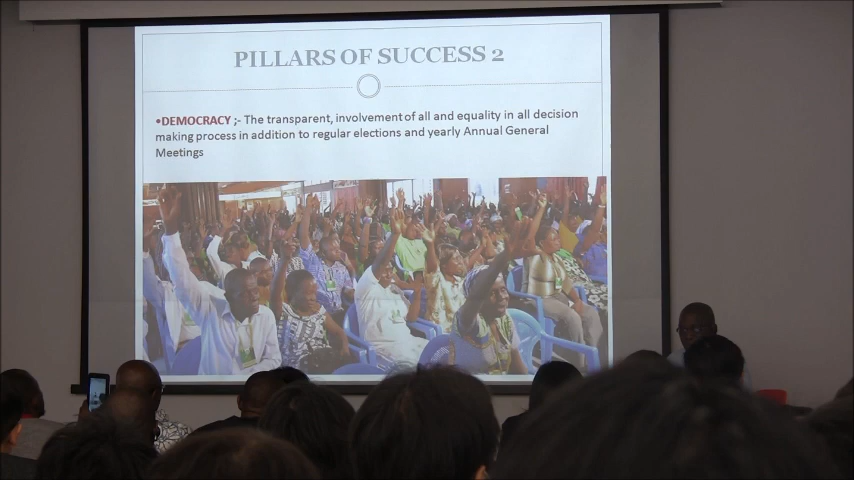 PILLARS OF SUCCESS 2
•DEMOCRACY ;- The transparent, involvement of all and equality in all decision
making process in addition to regular elections and yearly Annual General
Meetings